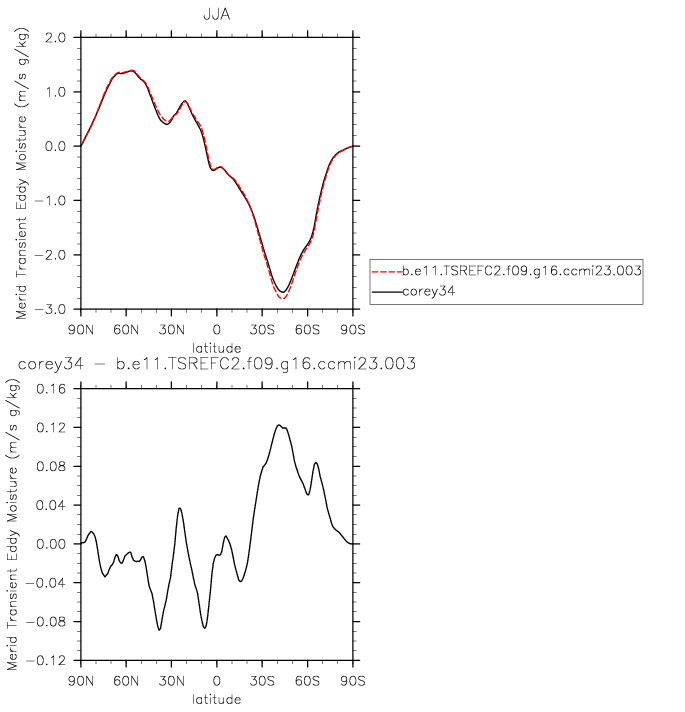 JJA
Merid Transient Eddy Moisture (m/s g/kg)
2.0
1.0
0.0
−1.0
−2.0
−3.0
90N 60N 30N 0 30S 60S 90S
latitude
b.e11.TSREFC2.f09.g16.ccmi23.003
corey34
corey34 − b.e11.TSREFC2.f09.g16.ccmi23.003
Merid Transient Eddy Moisture (m/s g/kg)
0.16
0.12
0.08
0.04
0.00
−0.04
−0.08
−0.12
90N 60N 30N 0 30S 60S 90S
latitude